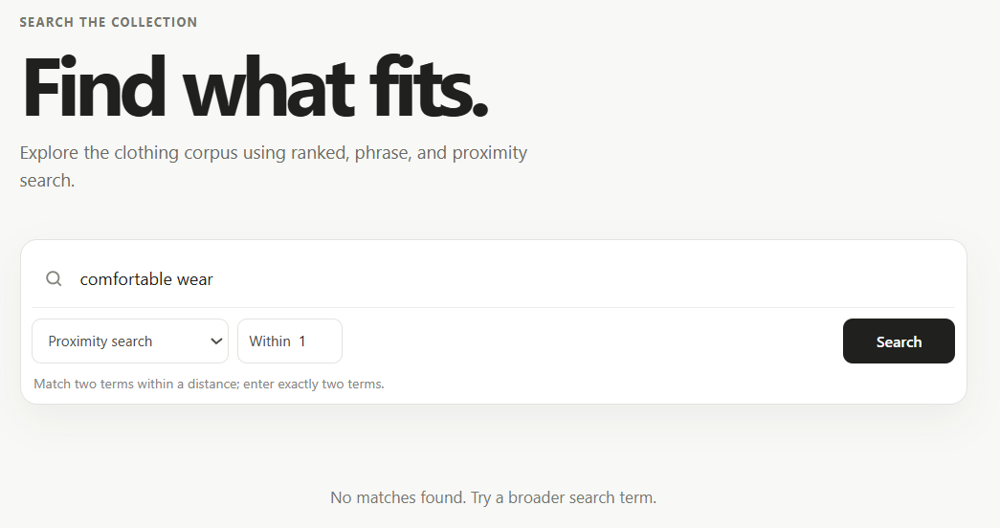 SEARCH THE COLLECTION
Find what fits.
Explore the clothing corpus using ranked, phrase, and proximity
search.
comfortable wear
Proximity search
Within 1
Search
Match two terms within a distance; enter exactly two terms.
No matches found. Try a broader search term.